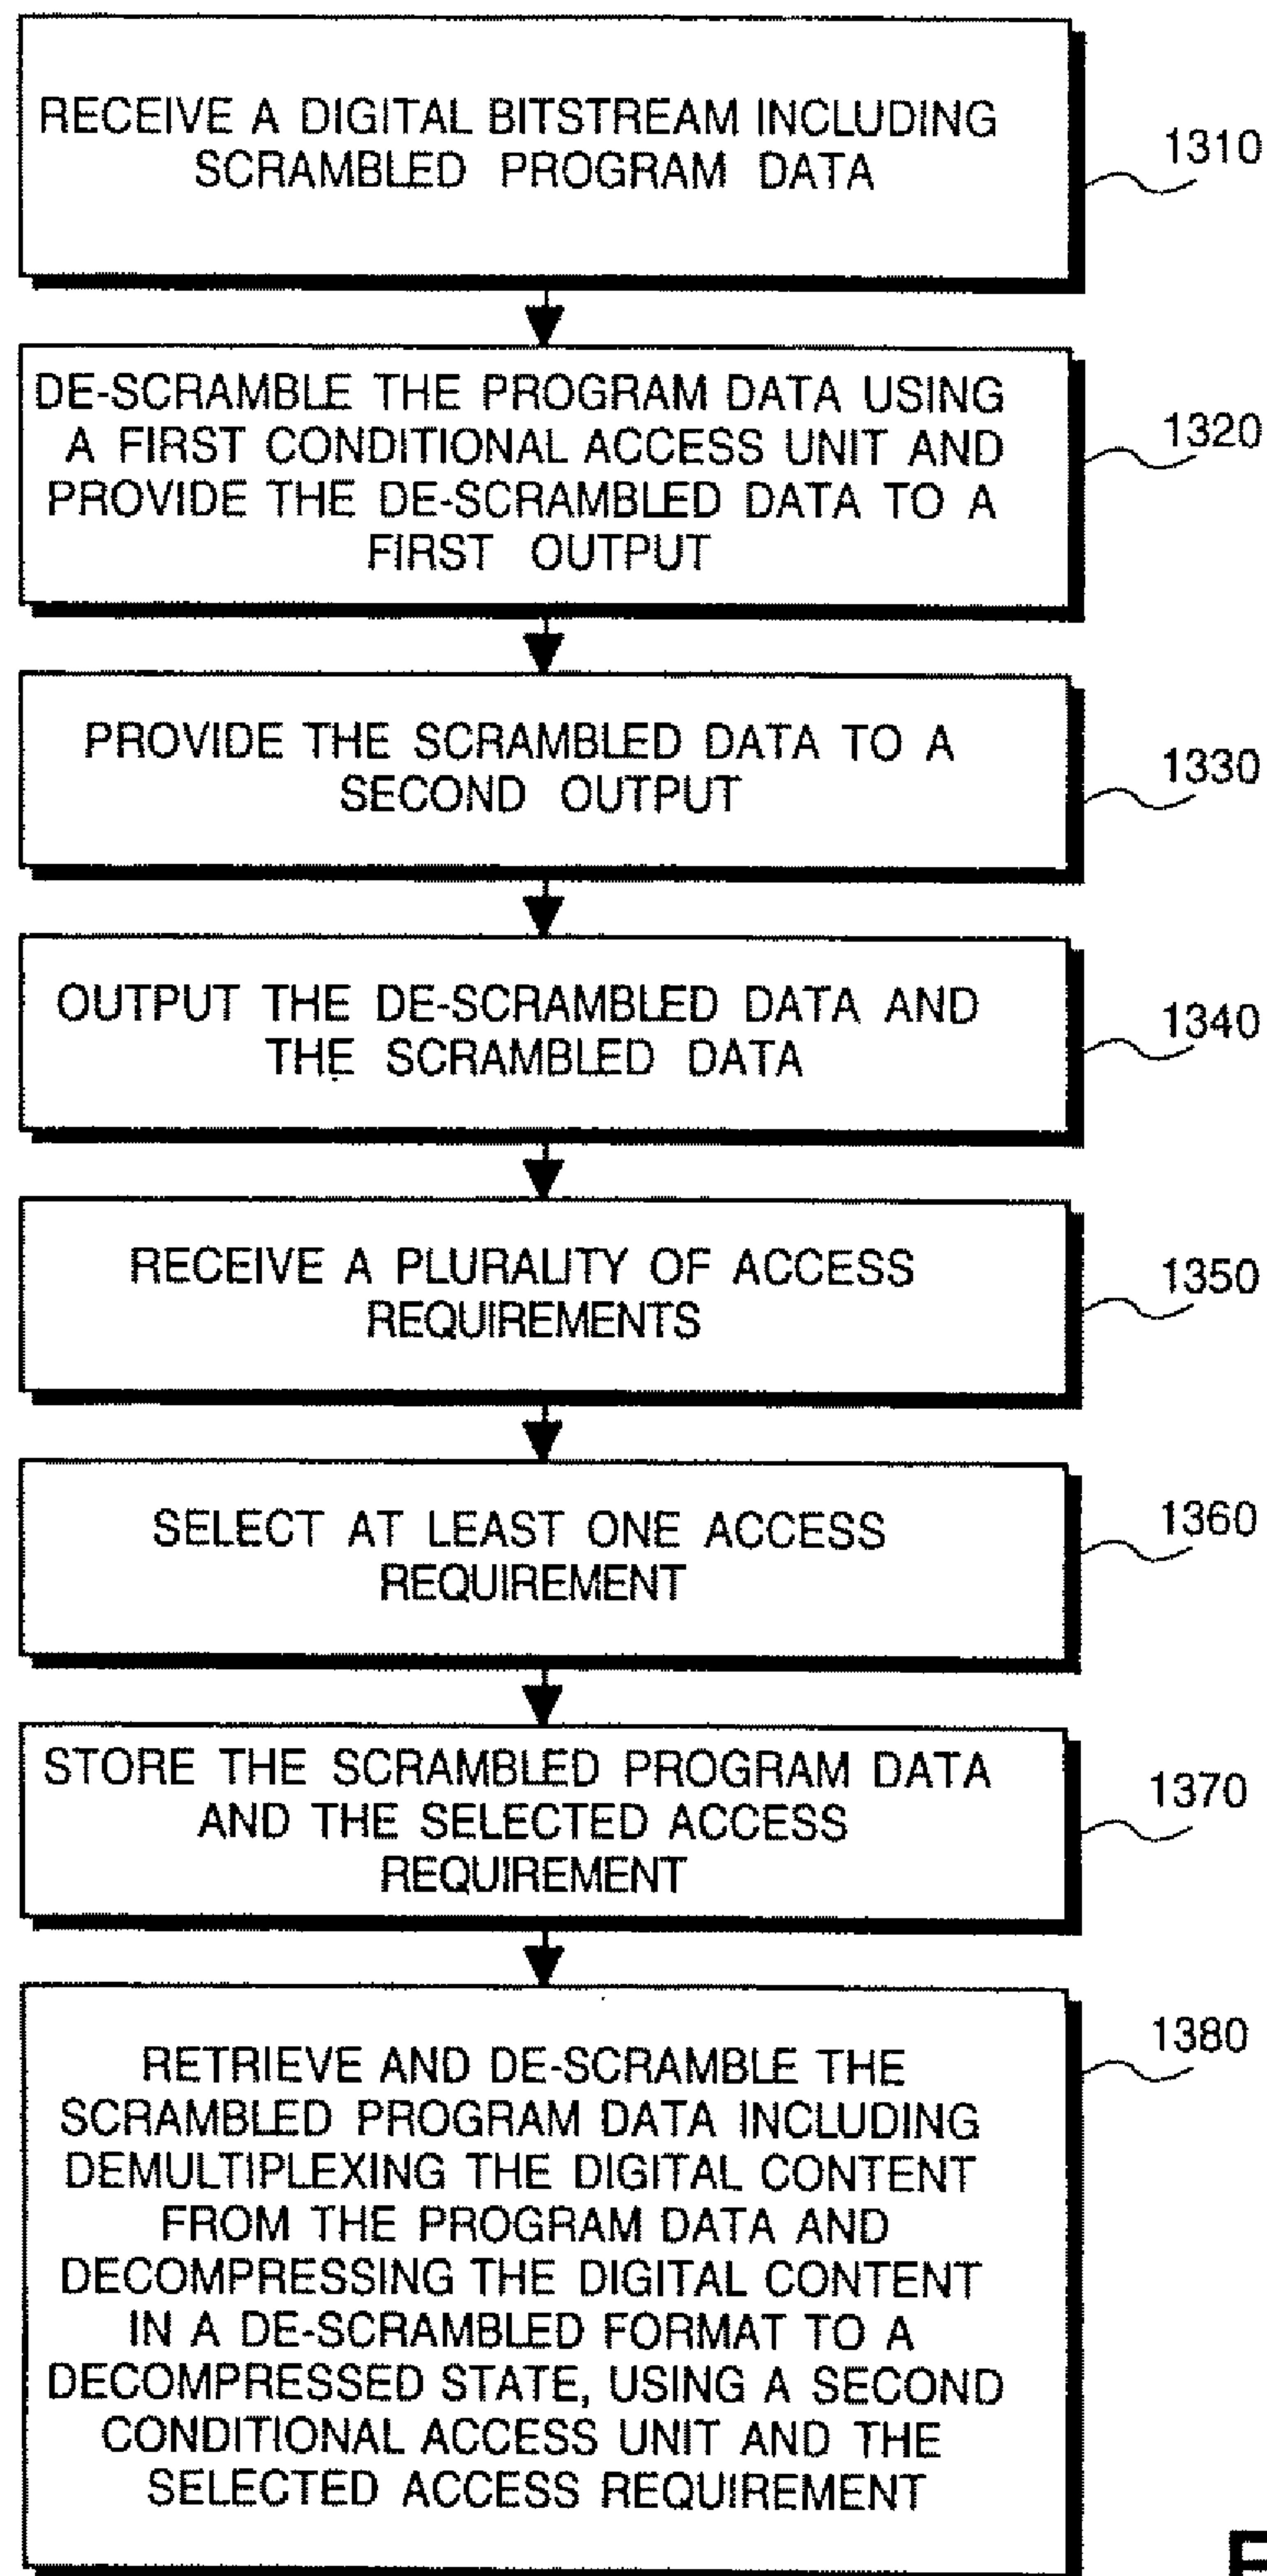 RECEIVE A DIGITAL BITSTREAM INCLUDING
SCRAMBLED PROGRAM DATA
1310
DE-SCRAMBLE THE PROGRAM DATA USING
A FIRST CONDITIONAL ACCESS UNIT AND
PROVIDE THE DE-SCRAMBLED DATA TO A
FIRST OUTPUT
1320
PROVIDE THE SCRAMBLED DATA TO A
SECOND OUTPUT
1330
OUTPUT THE DE-SCRAMBLED DATA AND
THE SCRAMBLED DATA
1340
RECEIVE A PLURALITY OF ACCESS
REQUIREMENTS
1350
SELECT AT LEAST ONE ACCESS
REQUIREMENT
1360
STORE THE SCRAMBLED PROGRAM DATA
AND THE SELECTED ACCESS
REQUIREMENT
1370
RETRIEVE AND DE-SCRAMBLE THE
SCRAMBLED PROGRAM DATA INCLUDING
DEMULTIPLEXING THE DIGITAL CONTENT
FROM THE PROGRAM DATA AND
DECOMPRESSING THE DIGITAL CONTENT
IN A DE-SCRAMBLED FORMAT TO A
DECOMPRESSED STATE, USING A SECOND
CONDITIONAL ACCESS UNIT AND THE
SELECTED ACCESS REQUIREMENT
1380